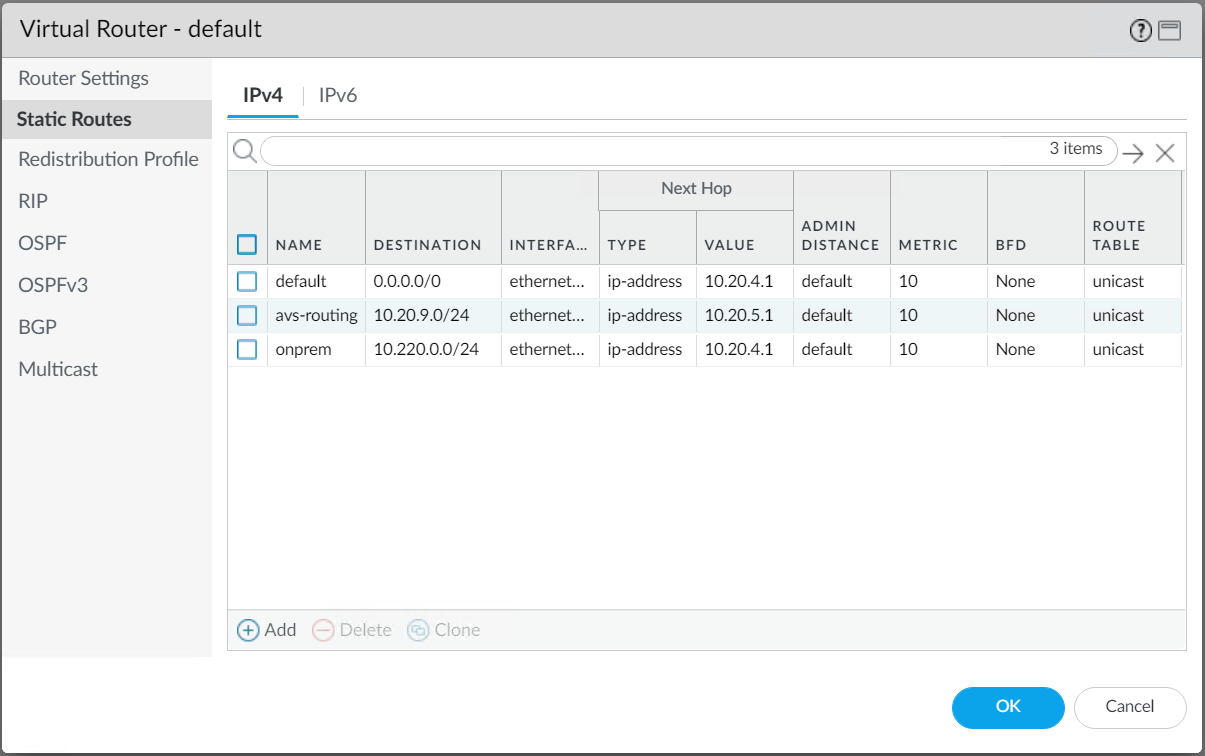 Virtual Router - default
?
Router Settings
Static Routes
Redistribution Profile
RIP
OSPF
OSPFv3
BGP
Multicast
IPv4 IPv6
3 items
Next Hop
NAME DESTINATION INTERFA... TYPE VALUE ADMIN DISTANCE METRIC BFD ROUTE TABLE
default 0.0.0.0/0 ethernet... ip-address 10.20.4.1 default 10 None unicast
avs-routing 10.20.9.0/24 ethernet... ip-address 10.20.5.1 default 10 None unicast
onprem 10.220.0.0/24 ethernet... ip-address 10.20.4.1 default 10 None unicast
Add Delete Clone
OK Cancel